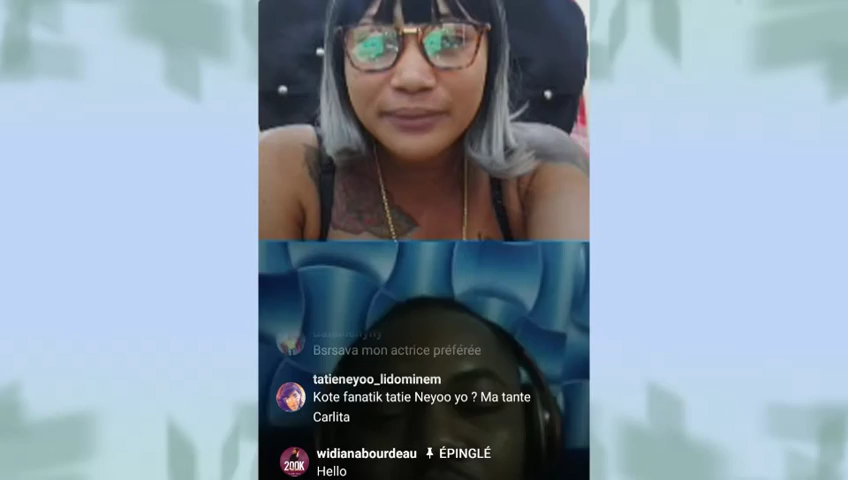 Bsrsava mon actrice préférée
tatieneyoo_lidominem
Kote fanatik tatie Neyoo yo ? Ma tante
Carlita
200K
widianabourdeau ÉPINGLÉ
Hello